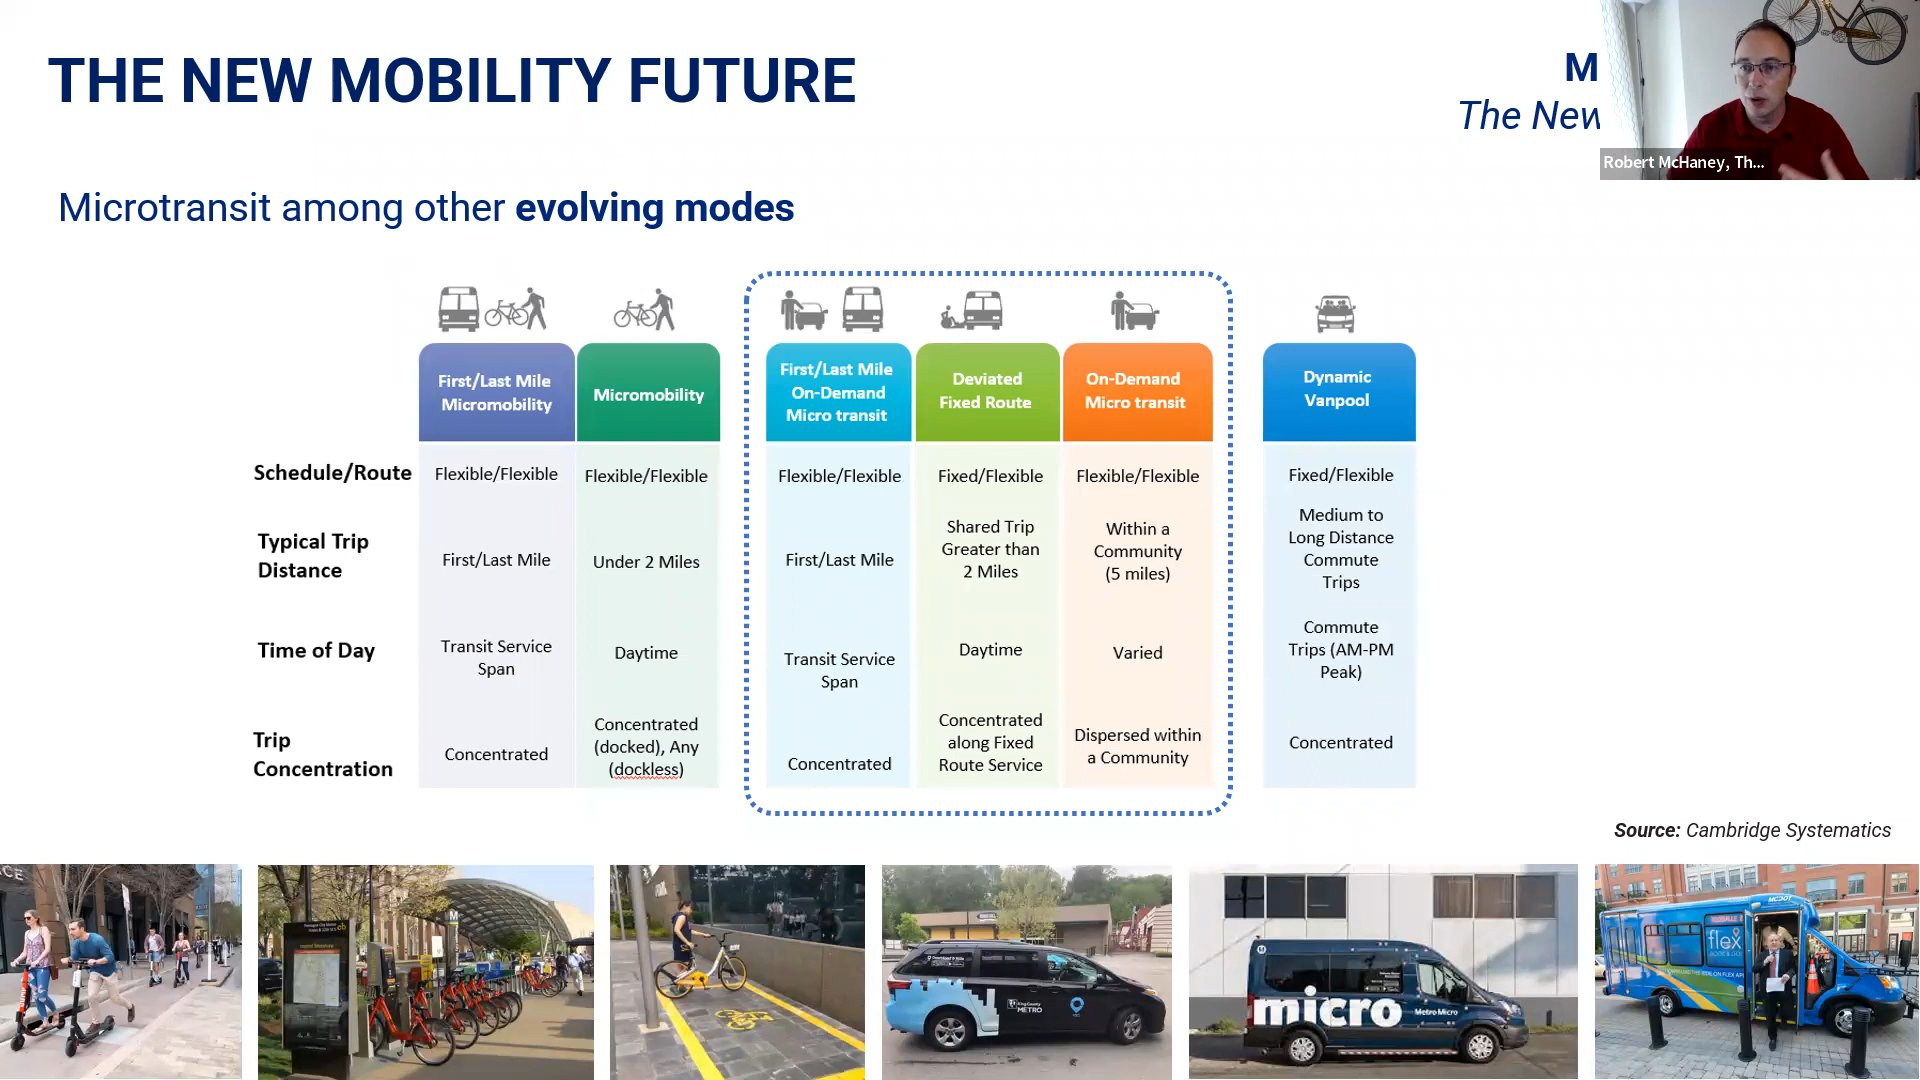 THE NEW MOBILITY FUTURE
M
The New
Robert McHaney, Th...
Microtransit among other evolving modes
First/Last Mile
Micromobility
Micromobility
First/Last Mile
On-Demand
Micro transit
Deviated
Fixed Route
On-Demand
Micro transit
Dynamic
Vanpool
Schedule/Route
Flexible/Flexible
Flexible/Flexible
Flexible/Flexible
Fixed/Flexible
Flexible/Flexible
Fixed/Flexible
Typical Trip
Distance
First/Last Mile
Under 2 Miles
First/Last Mile
Shared Trip
Greater than
2 Miles
Within a
Community
(5 miles)
Medium to
Long Distance
Commute
Trips
Time of Day
Transit Service
Span
Daytime
Transit Service
Span
Daytime
Varied
Commute
Trips (AM-PM
Peak)
Trip
Concentration
Concentrated
Concentrated
(docked), Any
(dockless)
Concentrated
Concentrated
along Fixed
Route Service
Dispersed within
a Community
Concentrated
Source: Cambridge Systematics
M
King County
METRO
micro
Metro Micro
MCDOT
flex